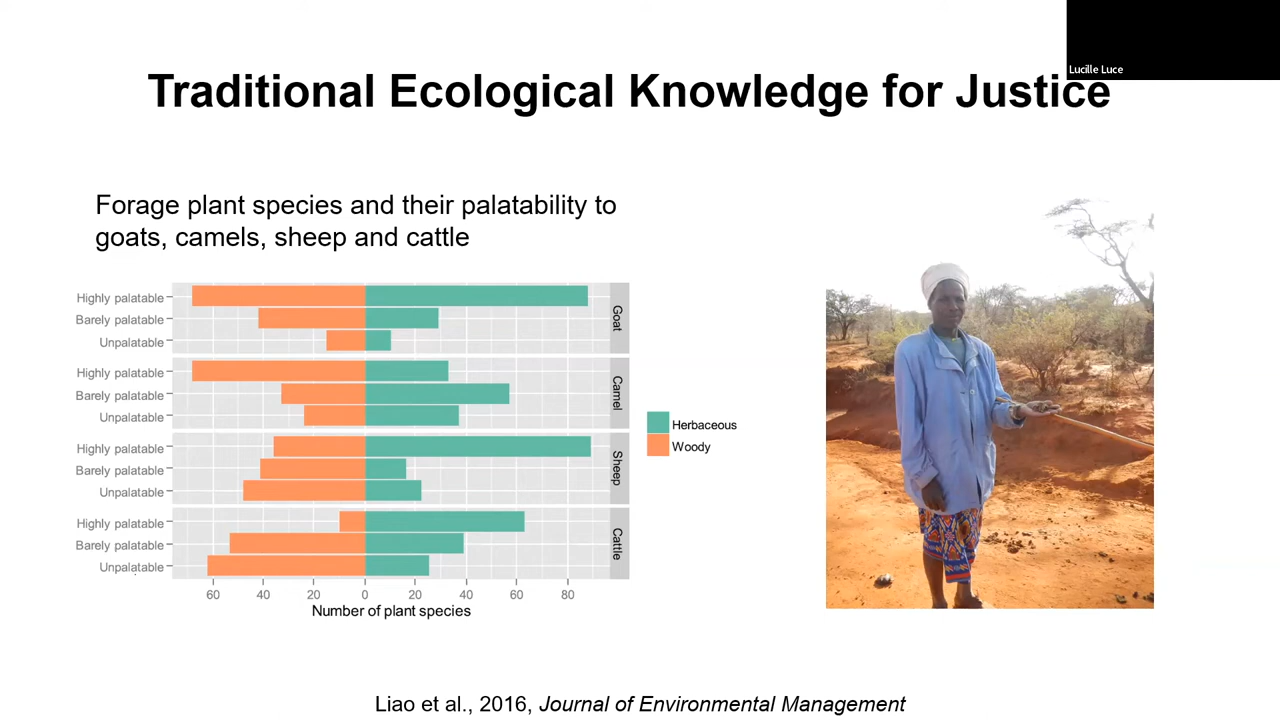 Lucille Luce
Traditional Ecological Knowledge for Justice
Forage plant species and their palatability to
goats, camels, sheep and cattle
Highly palatable
Barely palatable
Unpalatable
Goat
Highly palatable
Barely palatable
Unpalatable
Camel
Highly palatable
Barely palatable
Unpalatable
Sheep
Highly palatable
Barely palatable
Unpalatable
Cattle
60 40 20 0 20 40 60 80
Number of plant species
Herbaceous
Woody
Liao et al., 2016, Journal of Environmental Management